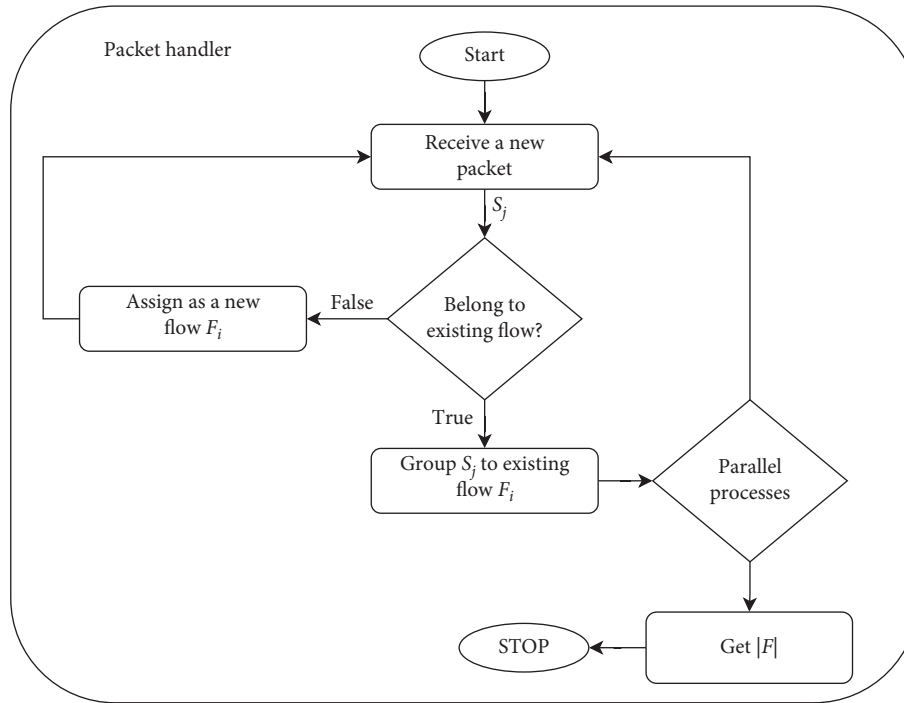 Packet handler
Start
Receive a new
packet
S_j
Belong to
existing flow?
False
Assign as a new
flow F_i
True
Group S_j to existing
flow F_i
Parallel
processes
Get |F|
STOP